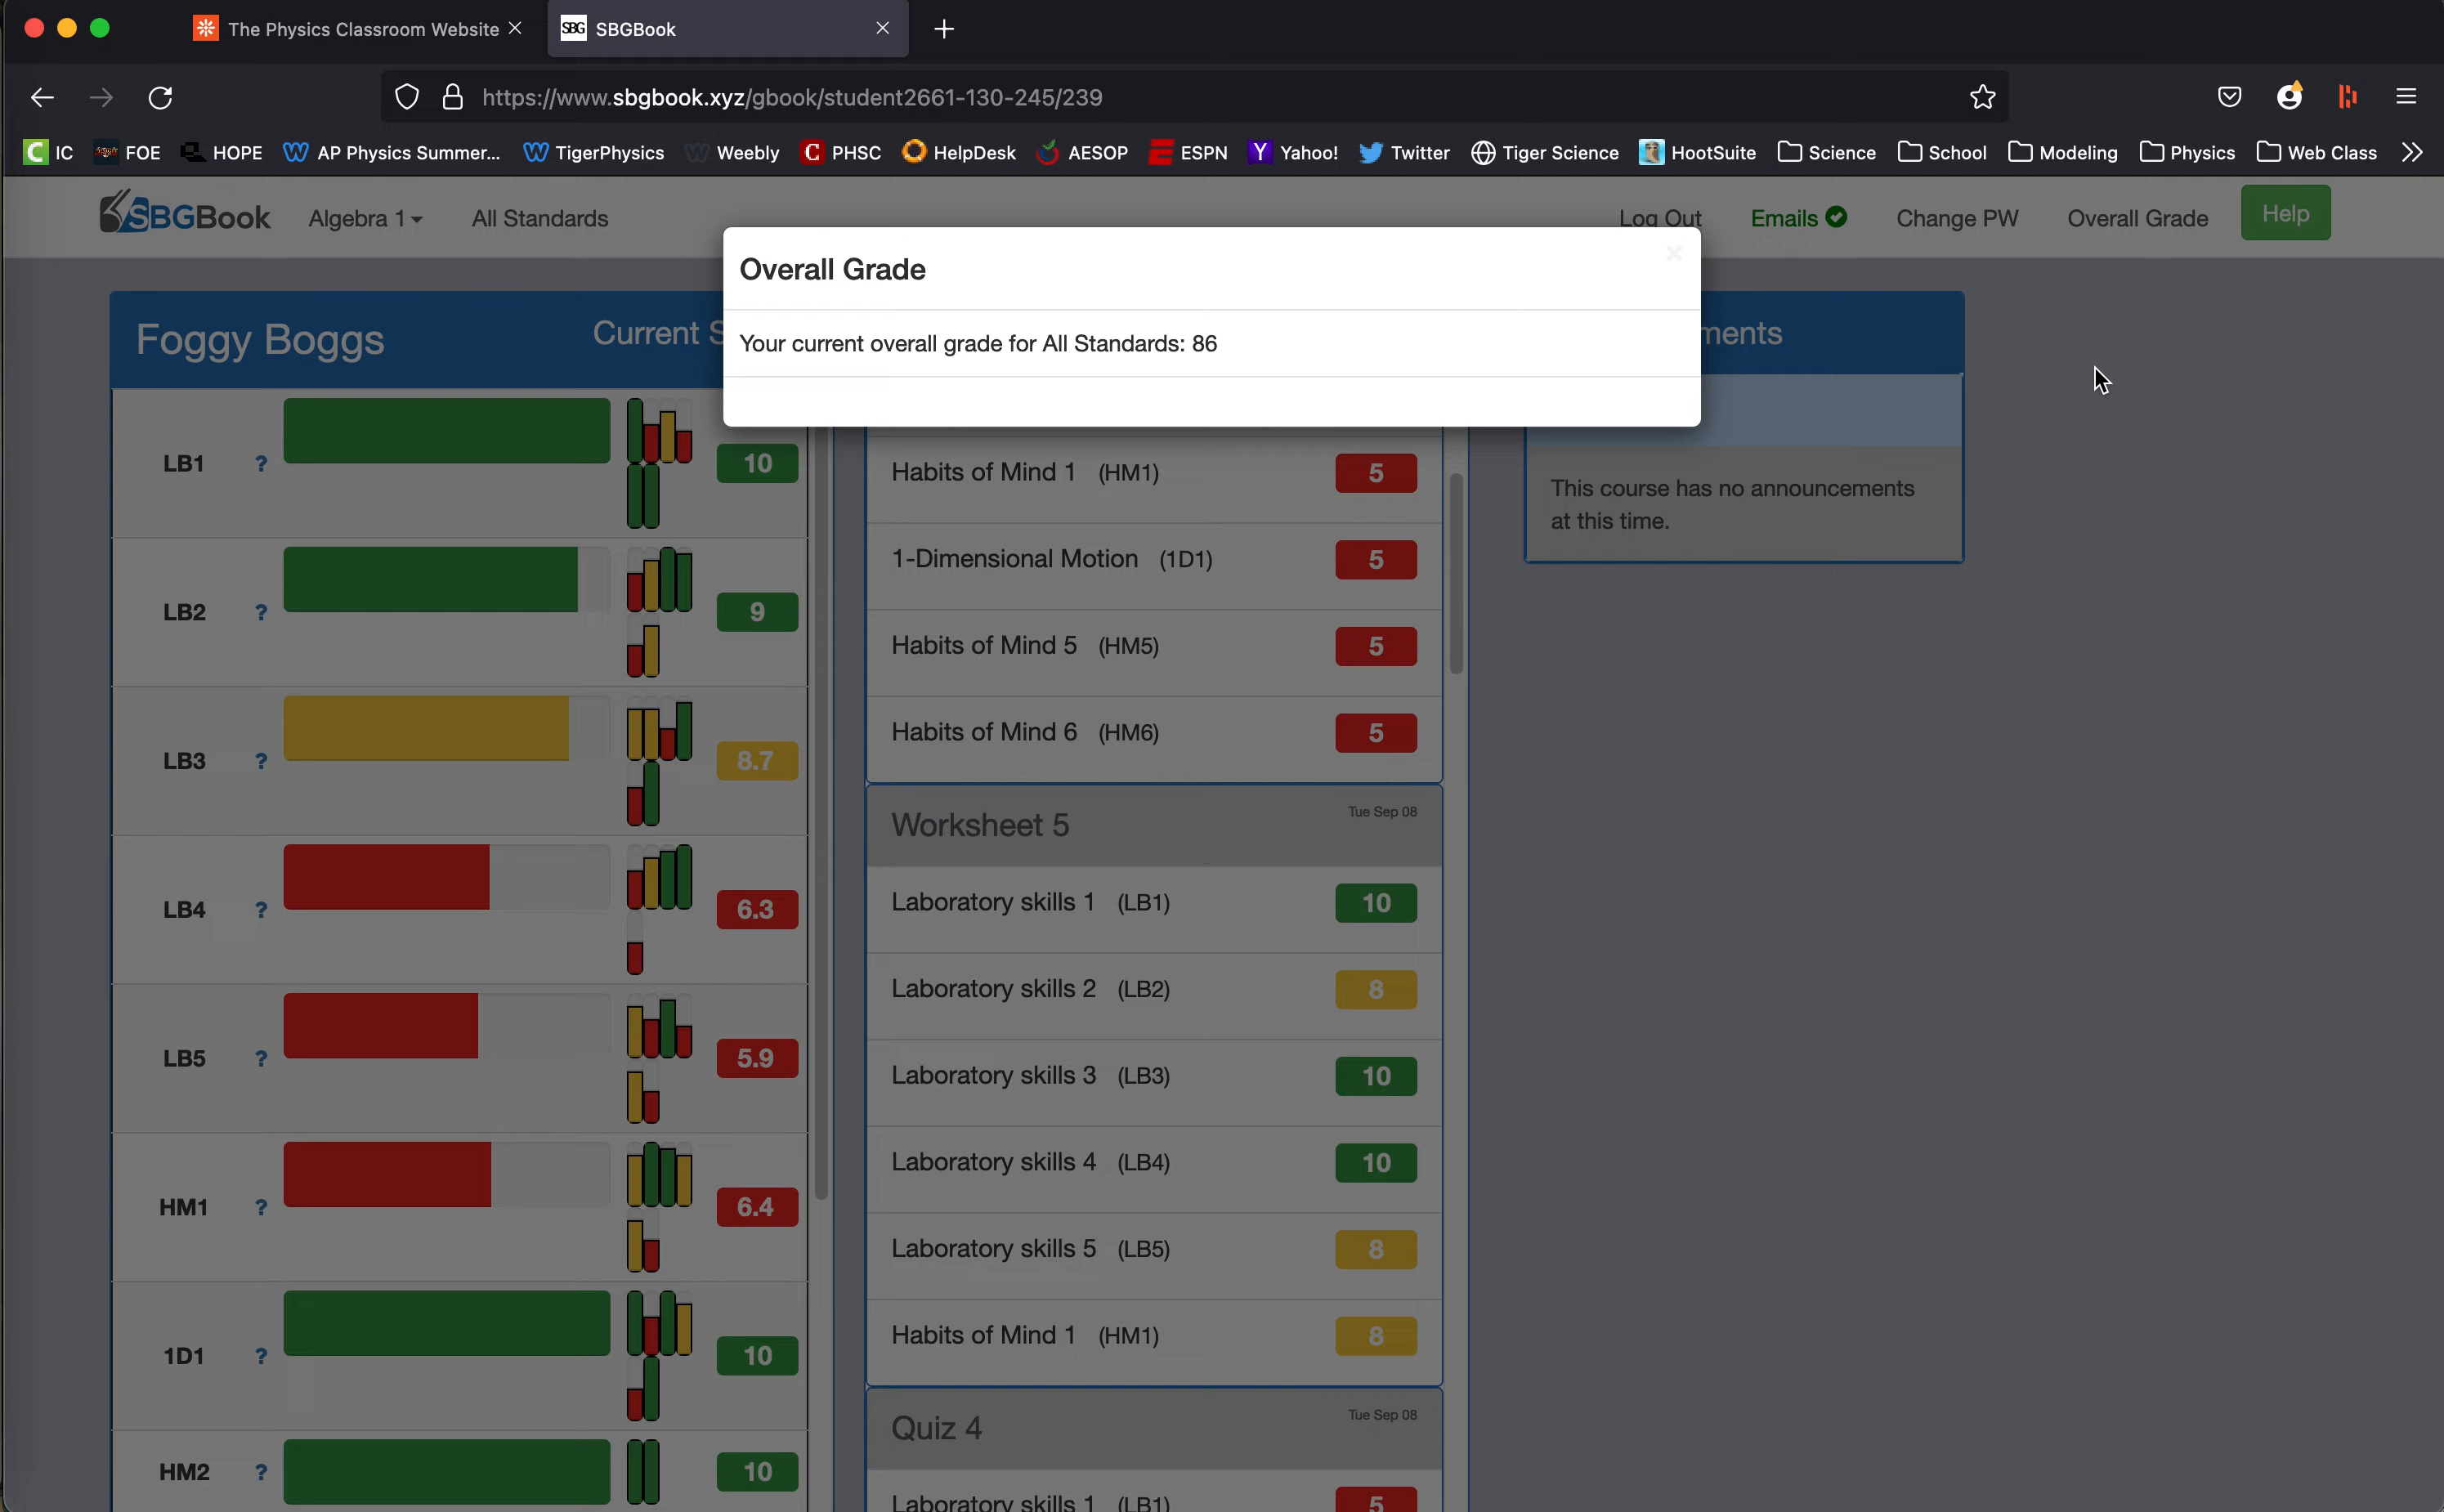 The Physics Classroom Website
SBG SBGBook
https://www.sbgbook.xyz/gbook/student2661-130-245/239
IC FOE HOPE AP Physics Summer... TigerPhysics Weebly PHSC HelpDesk AESOP ESPN Yahoo! Twitter Tiger Science HootSuite Science School Modeling Physics Web Class
SBGBook Algebra 1 All Standards Log Out Emails Change PW Overall Grade Help
Overall Grade
Your current overall grade for All Standards: 86
Foggy Boggs Current S
LB1 ? 10
LB2 ? 9
LB3 ? 8.7
LB4 ? 6.3
LB5 ? 5.9
HM1 ? 6.4
1D1 ? 10
HM2 ? 10
Habits of Mind 1 (HM1) 5
1-Dimensional Motion (1D1) 5
Habits of Mind 5 (HM5) 5
Habits of Mind 6 (HM6) 5
Worksheet 5 Tue Sep 08
Laboratory skills 1 (LB1) 10
Laboratory skills 2 (LB2) 8
Laboratory skills 3 (LB3) 10
Laboratory skills 4 (LB4) 10
Laboratory skills 5 (LB5) 8
Habits of Mind 1 (HM1) 8
Quiz 4 Tue Sep 08
Laboratory skills 1 (LB1) 5
ments
This course has no announcements
at this time.